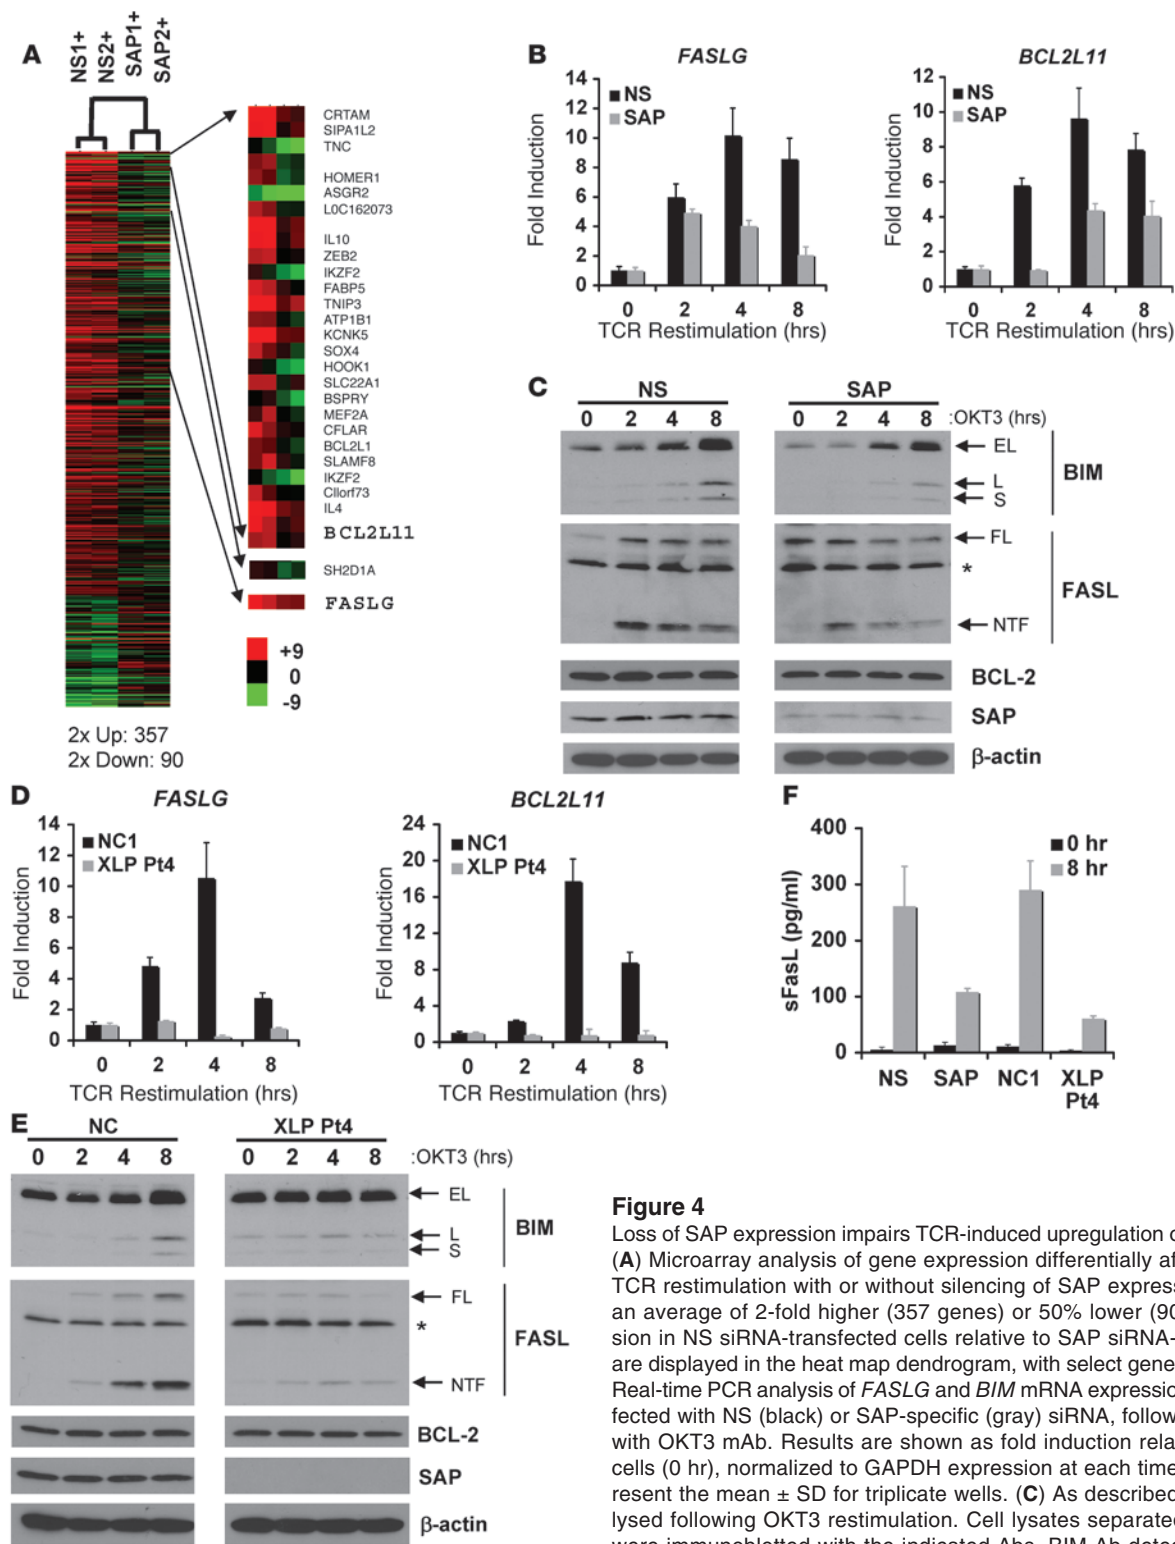 A
NS1+
NS2+
SAP1+
SAP2+
CRTAM
SIPA1L2
TNC
HOMER1
ASGR2
L0C162073
IL10
ZEB2
IKZF2
FABP5
TNIP3
ATP1B1
KCNK5
SOX4
HOOK1
SLC22A1
BSPRY
MEF2A
CFLAR
BCL2L1
SLAMF8
IKZF2
Cllorf73
IL4
BCL2L11
SH2D1A
FASLG
+9
0
-9
2x Up: 357
2x Down: 90
B
FASLG
14
12
10
8
6
4
2
0
Fold Induction
NS
SAP
0 2 4 8
TCR Restimulation (hrs)
BCL2L11
12
10
8
6
4
2
0
Fold Induction
NS
SAP
0 2 4 8
TCR Restimulation (hrs)
C
NS SAP
0 2 4 8 0 2 4 8 :OKT3 (hrs)
EL
L
S
BIM
FL
*
NTF
FASL
BCL-2
SAP
β-actin
D
FASLG
14
12
10
8
6
4
2
0
Fold Induction
NC1
XLP Pt4
0 2 4 8
TCR Restimulation (hrs)
BCL2L11
24
20
16
12
8
4
0
Fold Induction
NC1
XLP Pt4
0 2 4 8
TCR Restimulation (hrs)
F
400
300
200
100
0
sFasL (pg/ml)
0 hr
8 hr
NS SAP NC1 XLP
Pt4
E
NC XLP Pt4
0 2 4 8 0 2 4 8 :OKT3 (hrs)
EL
L
S
BIM
FL
*
NTF
FASL
BCL-2
SAP
β-actin
Figure 4
Loss of SAP expression impairs TCR-induced upregulation
(A) Microarray analysis of gene expression differentially af
TCR restimulation with or without silencing of SAP express
an average of 2-fold higher (357 genes) or 50% lower (90
sion in NS siRNA-transfected cells relative to SAP siRNA-
are displayed in the heat map dendrogram, with select gene
Real-time PCR analysis of FASLG and BIM mRNA expressio
fected with NS (black) or SAP-specific (gray) siRNA, follow
with OKT3 mAb. Results are shown as fold induction rela
cells (0 hr), normalized to GAPDH expression at each time
resent the mean ± SD for triplicate wells. (C) As described
lysed following OKT3 restimulation. Cell lysates separated
were immunoblotted with the indicated Abs. BIM Ab detec